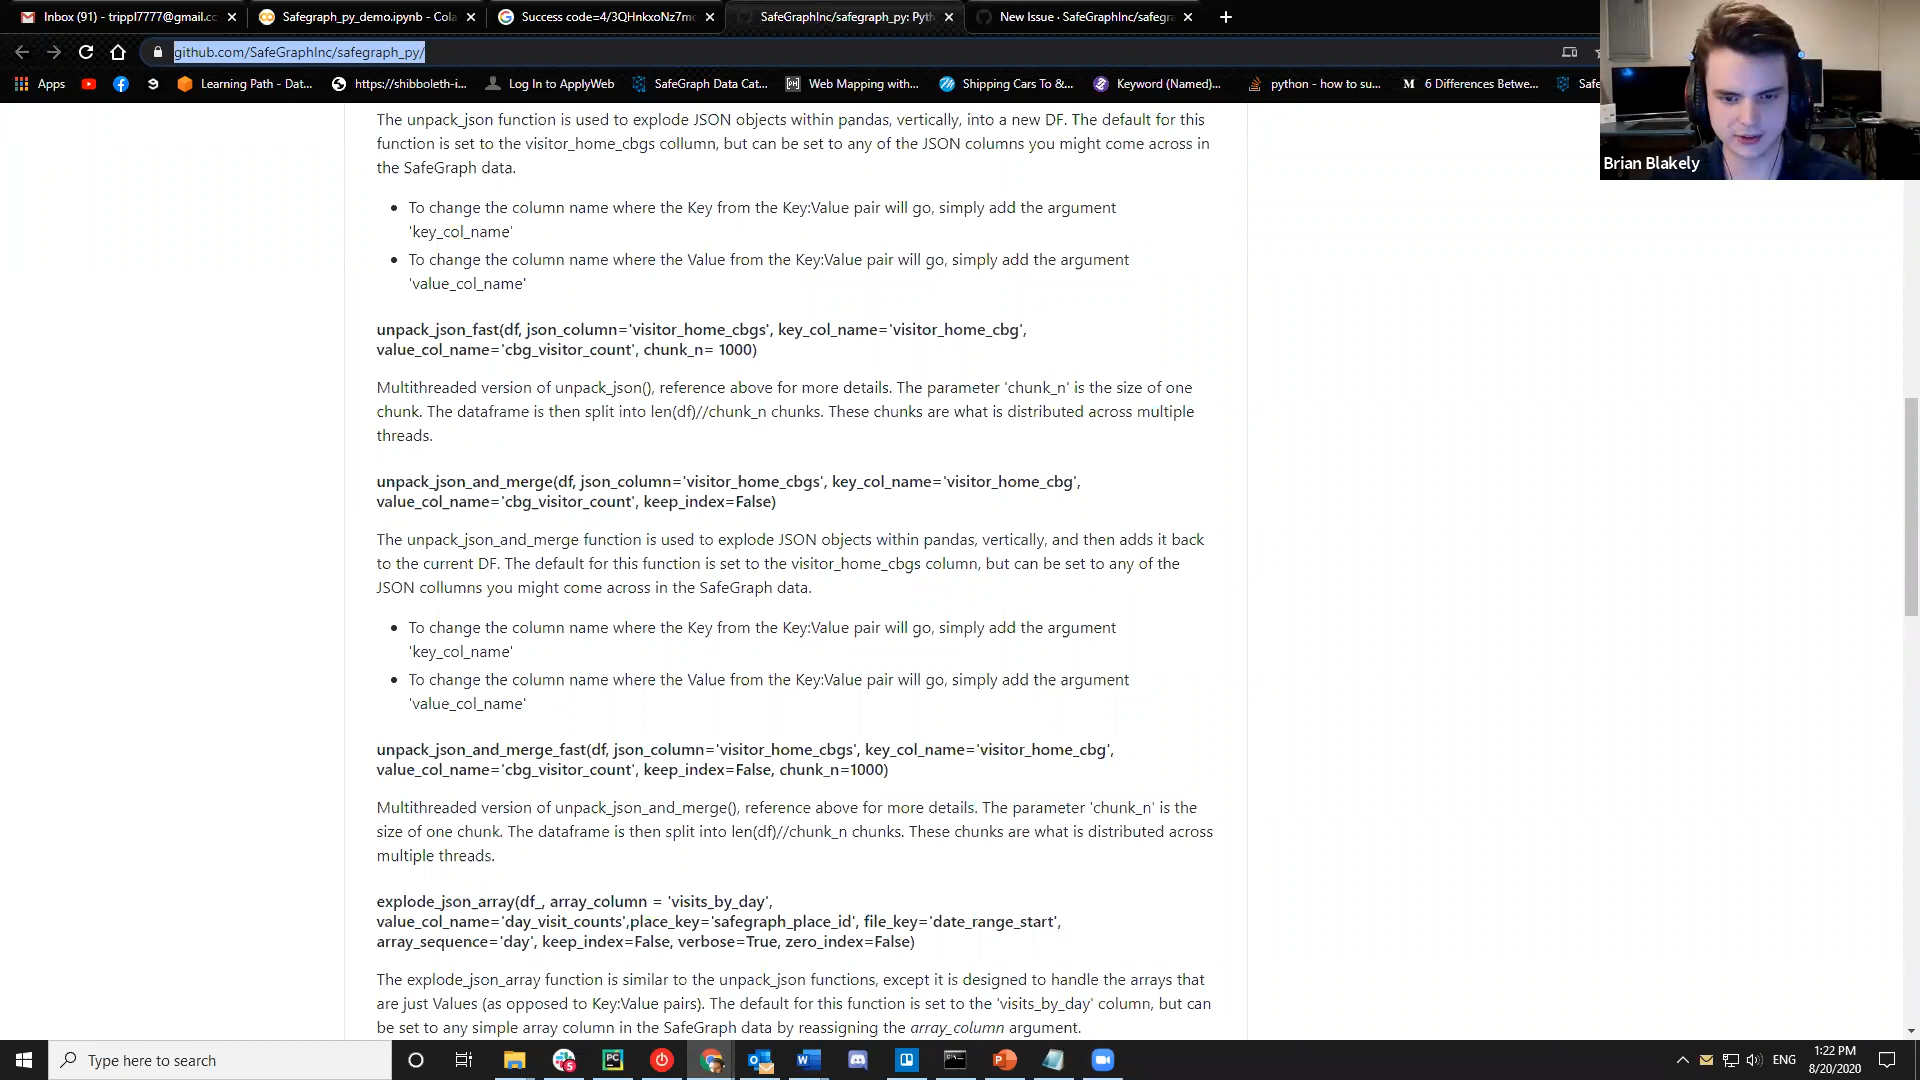 Inbox (91) - trippl7777@gmail.cc
Safegraph_py_demo.ipynb - Cola
Success code=4/3QHnkxoNz7mc
SafeGraphInc/safegraph_py: Pyth
New Issue · SafeGraphInc/safegra
github.com/SafeGraphInc/safegraph_py/
Apps
Learning Path - Dat...
https://shibboleth-i...
Log In to ApplyWeb
SafeGraph Data Cat...
Web Mapping with...
Shipping Cars To &...
Keyword (Named)...
python - how to su...
6 Differences Betwe...
Safe
Brian Blakely
The unpack_json function is used to explode JSON objects within pandas, vertically, into a new DF. The default for this
function is set to the visitor_home_cbgs collumn, but can be set to any of the JSON columns you might come across in
the SafeGraph data.
• To change the column name where the Key from the Key:Value pair will go, simply add the argument
'key_col_name'
• To change the column name where the Value from the Key:Value pair will go, simply add the argument
'value_col_name'
unpack_json_fast(df, json_column='visitor_home_cbgs', key_col_name='visitor_home_cbg',
value_col_name='cbg_visitor_count', chunk_n= 1000)
Multithreaded version of unpack_json(), reference above for more details. The parameter 'chunk_n' is the size of one
chunk. The dataframe is then split into len(df)//chunk_n chunks. These chunks are what is distributed across multiple
threads.
unpack_json_and_merge(df, json_column='visitor_home_cbgs', key_col_name='visitor_home_cbg',
value_col_name='cbg_visitor_count', keep_index=False)
The unpack_json_and_merge function is used to explode JSON objects within pandas, vertically, and then adds it back
to the current DF. The default for this function is set to the visitor_home_cbgs column, but can be set to any of the
JSON collumns you might come across in the SafeGraph data.
• To change the column name where the Key from the Key:Value pair will go, simply add the argument
'key_col_name'
• To change the column name where the Value from the Key:Value pair will go, simply add the argument
'value_col_name'
unpack_json_and_merge_fast(df, json_column='visitor_home_cbgs', key_col_name='visitor_home_cbg',
value_col_name='cbg_visitor_count', keep_index=False, chunk_n=1000)
Multithreaded version of unpack_json_and_merge(), reference above for more details. The parameter 'chunk_n' is the
size of one chunk. The dataframe is then split into len(df)//chunk_n chunks. These chunks are what is distributed across
multiple threads.
explode_json_array(df_, array_column = 'visits_by_day',
value_col_name='day_visit_counts',place_key='safegraph_place_id', file_key='date_range_start',
array_sequence='day', keep_index=False, verbose=True, zero_index=False)
The explode_json_array function is similar to the unpack_json functions, except it is designed to handle the arrays that
are just Values (as opposed to Key:Value pairs). The default for this function is set to the 'visits_by_day' column, but can
be set to any simple array column in the SafeGraph data by reassigning the array_column argument.
Type here to search
ENG
1:22 PM
8/20/2020